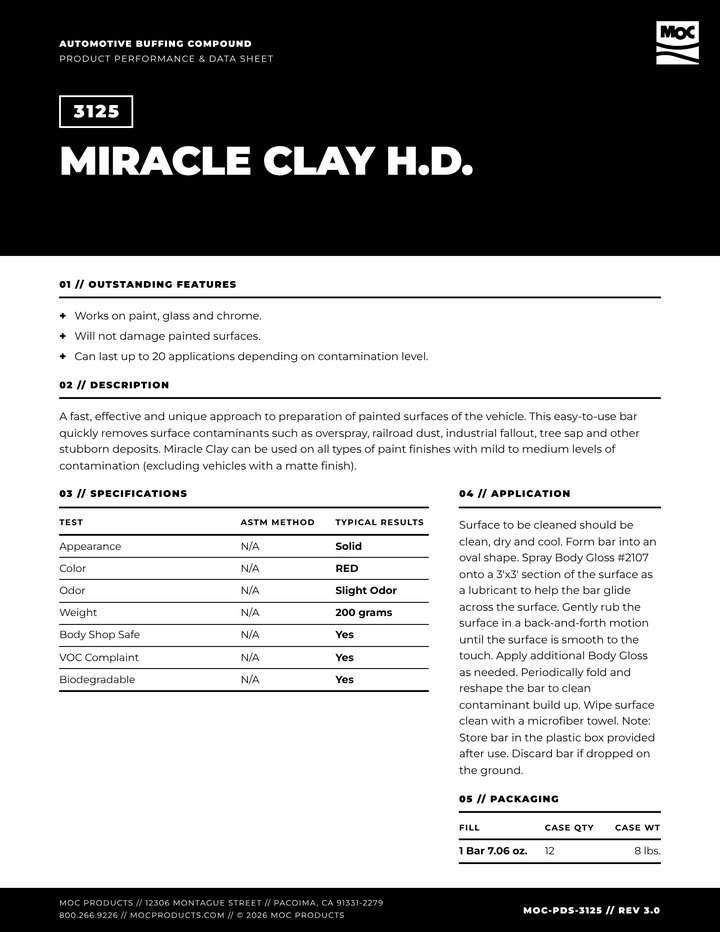 AUTOMOTIVE BUFFING COMPOUND
PRODUCT PERFORMANCE & DATA SHEET
MOC
3125
MIRACLE CLAY H.D.
01 // OUTSTANDING FEATURES
+ Works on paint, glass and chrome.
+ Will not damage painted surfaces.
+ Can last up to 20 applications depending on contamination level.
02 // DESCRIPTION
A fast, effective and unique approach to preparation of painted surfaces of the vehicle. This easy-to-use bar
quickly removes surface contaminants such as overspray, railroad dust, industrial fallout, tree sap and other
stubborn deposits. Miracle Clay can be used on all types of paint finishes with mild to medium levels of
contamination (excluding vehicles with a matte finish).
03 // SPECIFICATIONS
TEST ASTM METHOD TYPICAL RESULTS
Appearance N/A Solid
Color N/A RED
Odor N/A Slight Odor
Weight N/A 200 grams
Body Shop Safe N/A Yes
VOC Complaint N/A Yes
Biodegradable N/A Yes
04 // APPLICATION
Surface to be cleaned should be
clean, dry and cool. Form bar into an
oval shape. Spray Body Gloss #2107
onto a 3'x3' section of the surface as
a lubricant to help the bar glide
across the surface. Gently rub the
surface in a back-and-forth motion
until the surface is smooth to the
touch. Apply additional Body Gloss
as needed. Periodically fold and
reshape the bar to clean
contaminant build up. Wipe surface
clean with a microfiber towel. Note:
Store bar in the plastic box provided
after use. Discard bar if dropped on
the ground.
05 // PACKAGING
FILL CASE QTY CASE WT
1 Bar 7.06 oz. 12 8 lbs.
MOC PRODUCTS // 12306 MONTAGUE STREET // PACOIMA, CA 91331-2279
800.266.9226 // MOCPRODUCTS.COM // © 2026 MOC PRODUCTS
MOC-PDS-3125 // REV 3.0